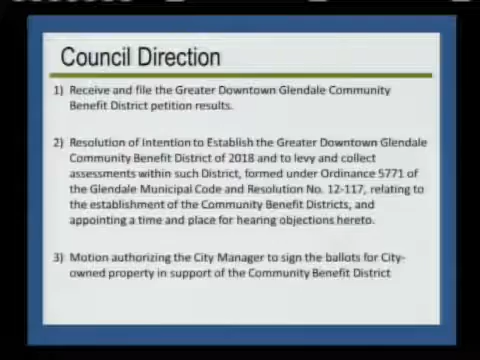 Council Direction
1) Receive and file the Greater Downtown Glendale Community
Benefit District petition results.
2) Resolution of Intention to Establish the Greater Downtown Glendale
Community Benefit District of 2018 and to levy and collect
assessments within such District, formed under Ordinance 5771 of
the Glendale Municipal Code and Resolution No. 12-117, relating to
the establishment of the Community Benefit Districts, and
appointing a time and place for hearing objections hereto.
3) Motion authorizing the City Manager to sign the ballots for City-
owned property in support of the Community Benefit District